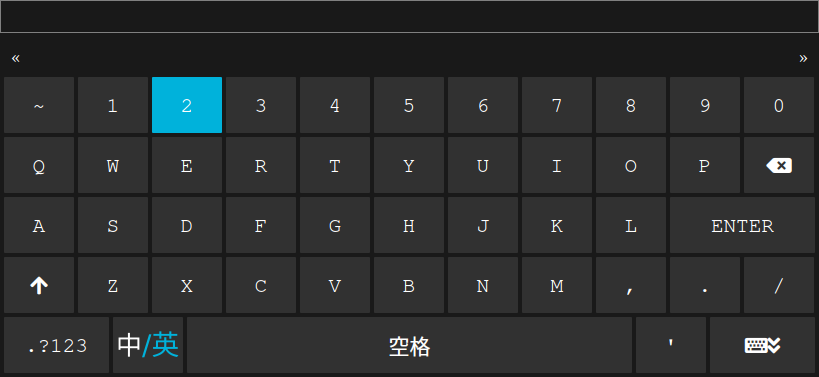 « »
~ 1 2 3 4 5 6 7 8 9 0
Q W E R T Y U I O P
A S D F G H J K L ENTER
Z X C V B N M , . /
.?123 中/英 空格 '